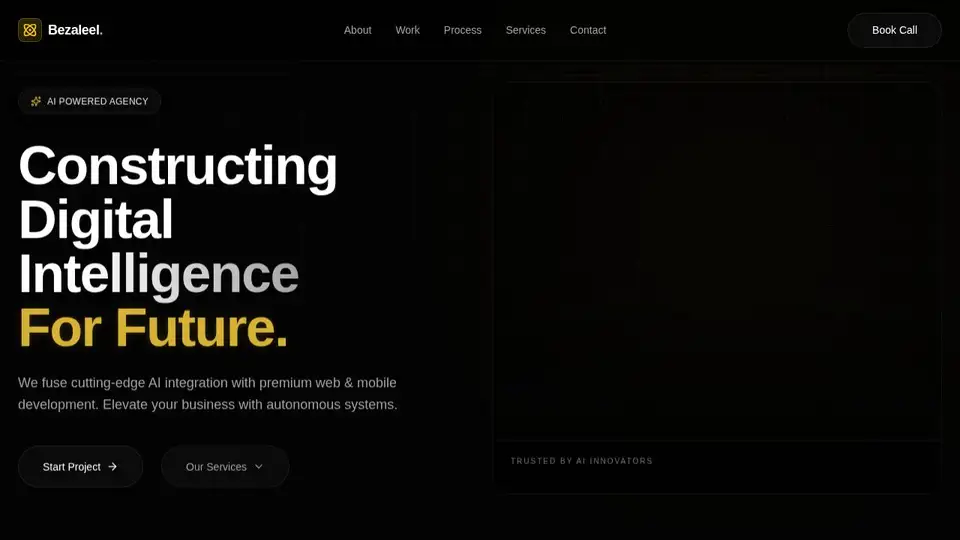 Bezaleel.
About
Work
Process
Services
Contact
Book Call
AI POWERED AGENCY
Constructing
Digital
Intelligence
For Future.
We fuse cutting-edge AI integration with premium web & mobile
development. Elevate your business with autonomous systems.
Start Project
Our Services
TRUSTED BY AI INNOVATORS